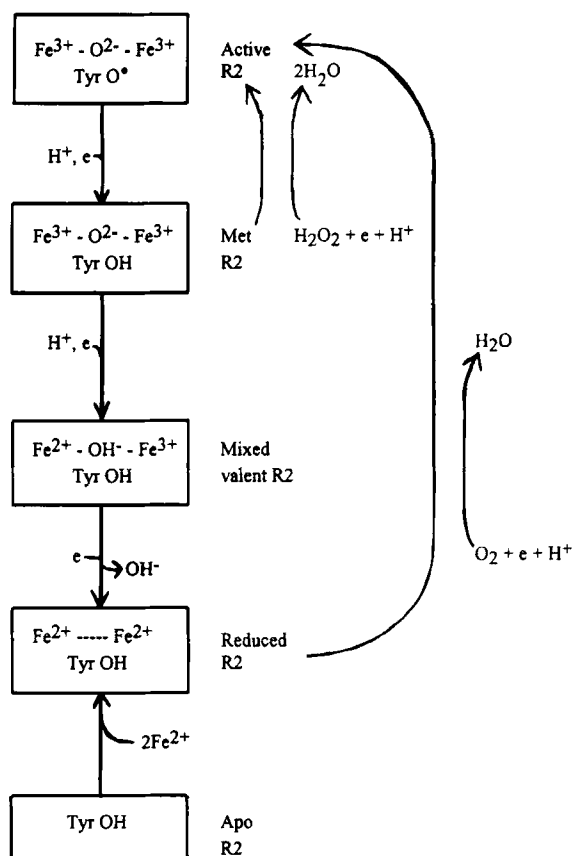 Fe³⁺ - O²⁻ - Fe³⁺
Tyr O•
Active
R2
2H₂O
H⁺, e
Fe³⁺ - O²⁻ - Fe³⁺
Tyr OH
Met
R2
H₂O₂ + e + H⁺
H⁺, e
H₂O
Fe²⁺ - OH⁻ - Fe³⁺
Tyr OH
Mixed
valent R2
e
OH⁻
O₂ + e + H⁺
Fe²⁺ ----- Fe²⁺
Tyr OH
Reduced
R2
2Fe²⁺
Tyr OH
Apo
R2